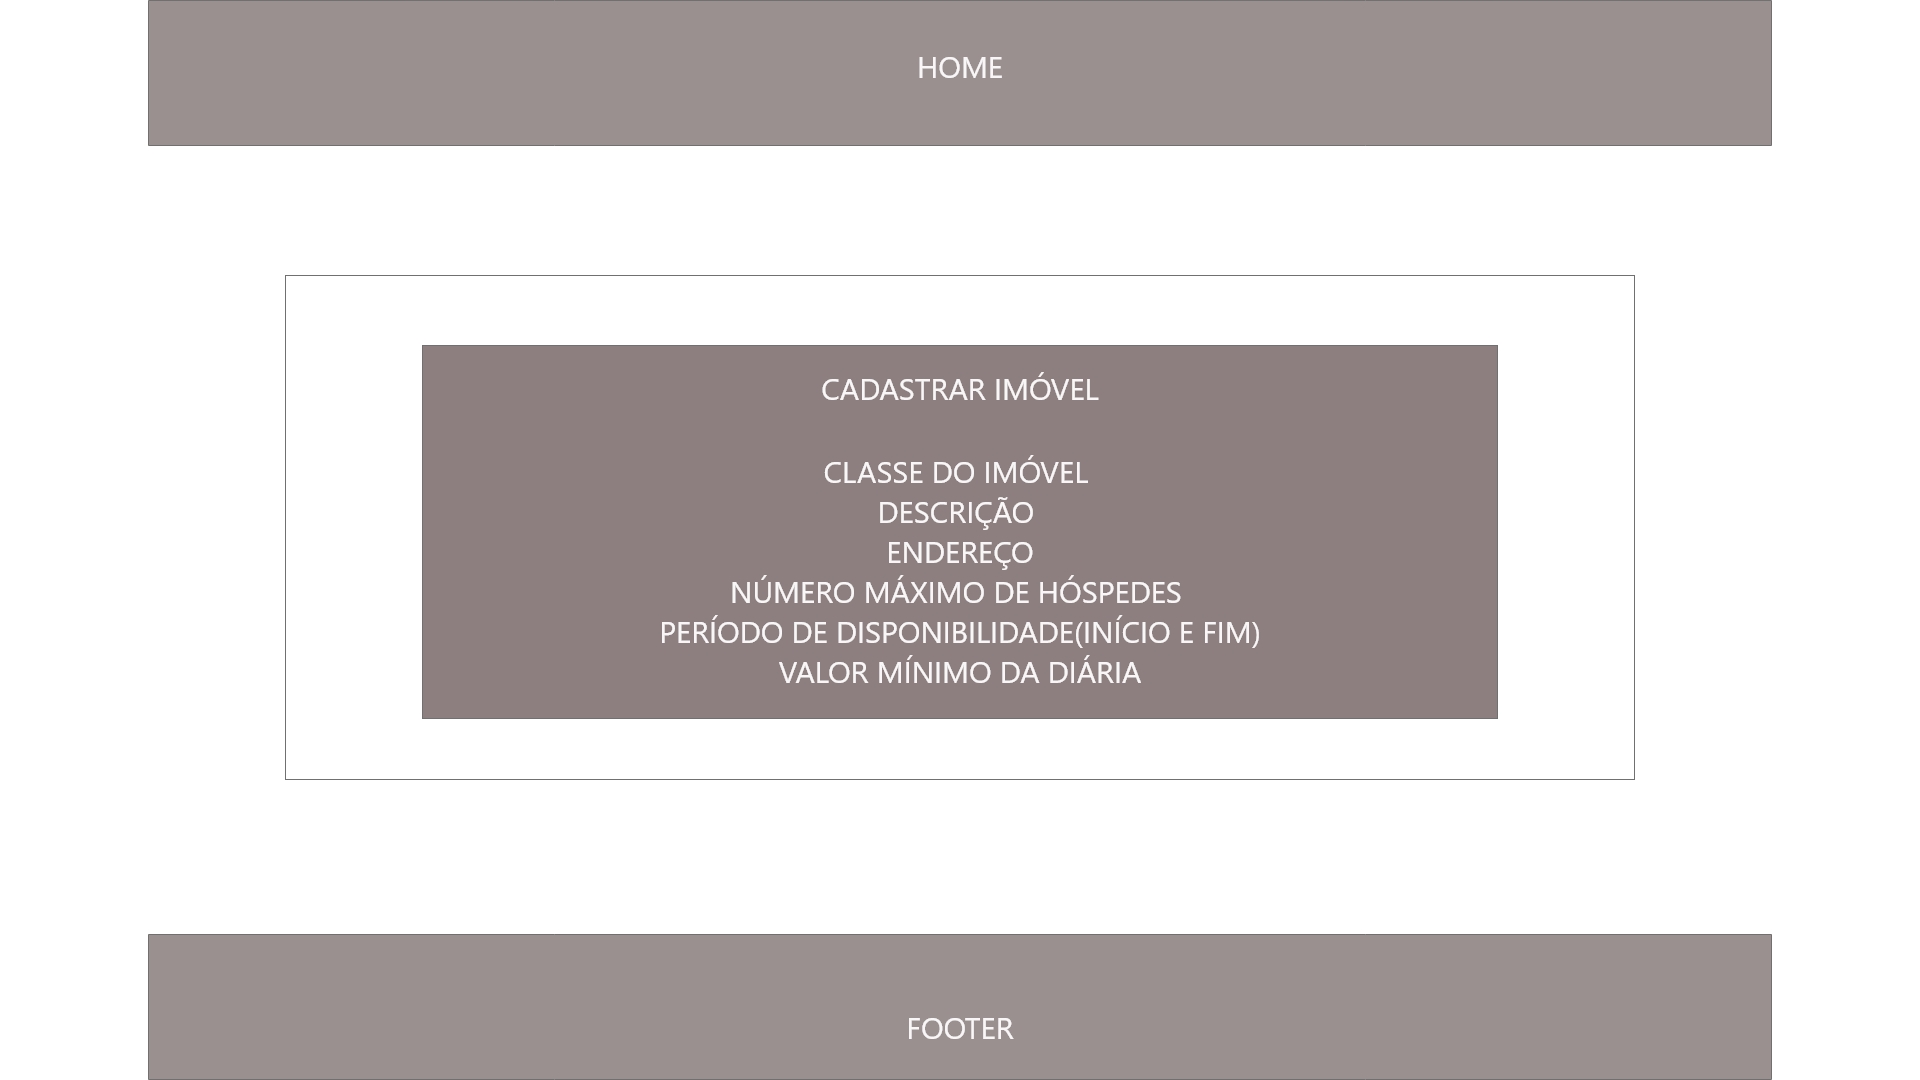 HOME
CADASTRAR IMÓVEL
CLASSE DO IMÓVEL
DESCRIÇÃO
ENDEREÇO
NÚMERO MÁXIMO DE HÓSPEDES
PERÍODO DE DISPONIBILIDADE(INÍCIO E FIM)
VALOR MÍNIMO DA DIÁRIA
FOOTER